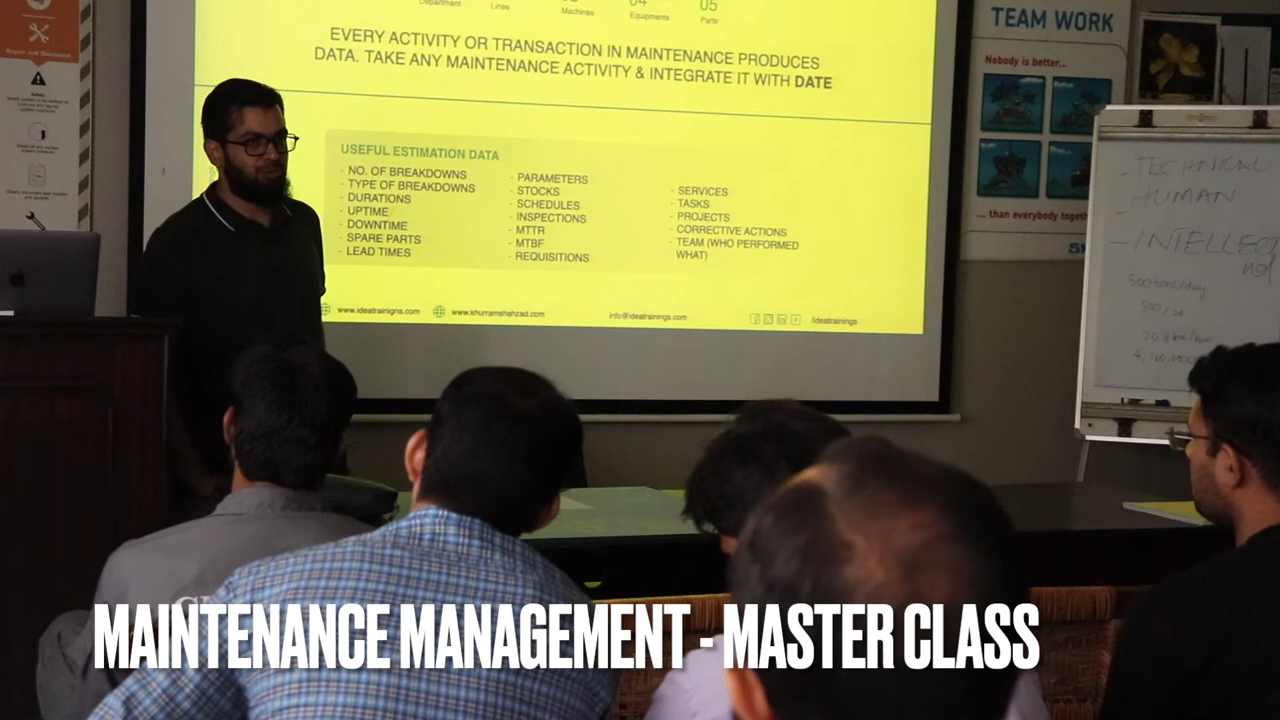 Department
Lines
Machines
04
Equipments
05
Parts
EVERY ACTIVITY OR TRANSACTION IN MAINTENANCE PRODUCES
DATA. TAKE ANY MAINTENANCE ACTIVITY & INTEGRATE IT WITH DATE
USEFUL ESTIMATION DATA
- NO. OF BREAKDOWNS
- TYPE OF BREAKDOWNS
- DURATIONS
- UPTIME
- DOWNTIME
- SPARE PARTS
- LEAD TIMES
- PARAMETERS
- STOCKS
- SCHEDULES
- INSPECTIONS
- MTTR
- MTBF
- REQUISITIONS
- SERVICES
- TASKS
- PROJECTS
- CORRECTIVE ACTIONS
- TEAM (WHO PERFORMED
WHAT)
www.ideatrainigns.com
www.khurramshahzad.com
info@ideatrainings.com
/ideatrainings
TEAM WORK
Nobody is better...
... than everybody togeth
- TECHNICAL
- HUMAN
- INTELLEC
500 tons/day
500/24
MAINTENANCE MANAGEMENT - MASTER CLASS